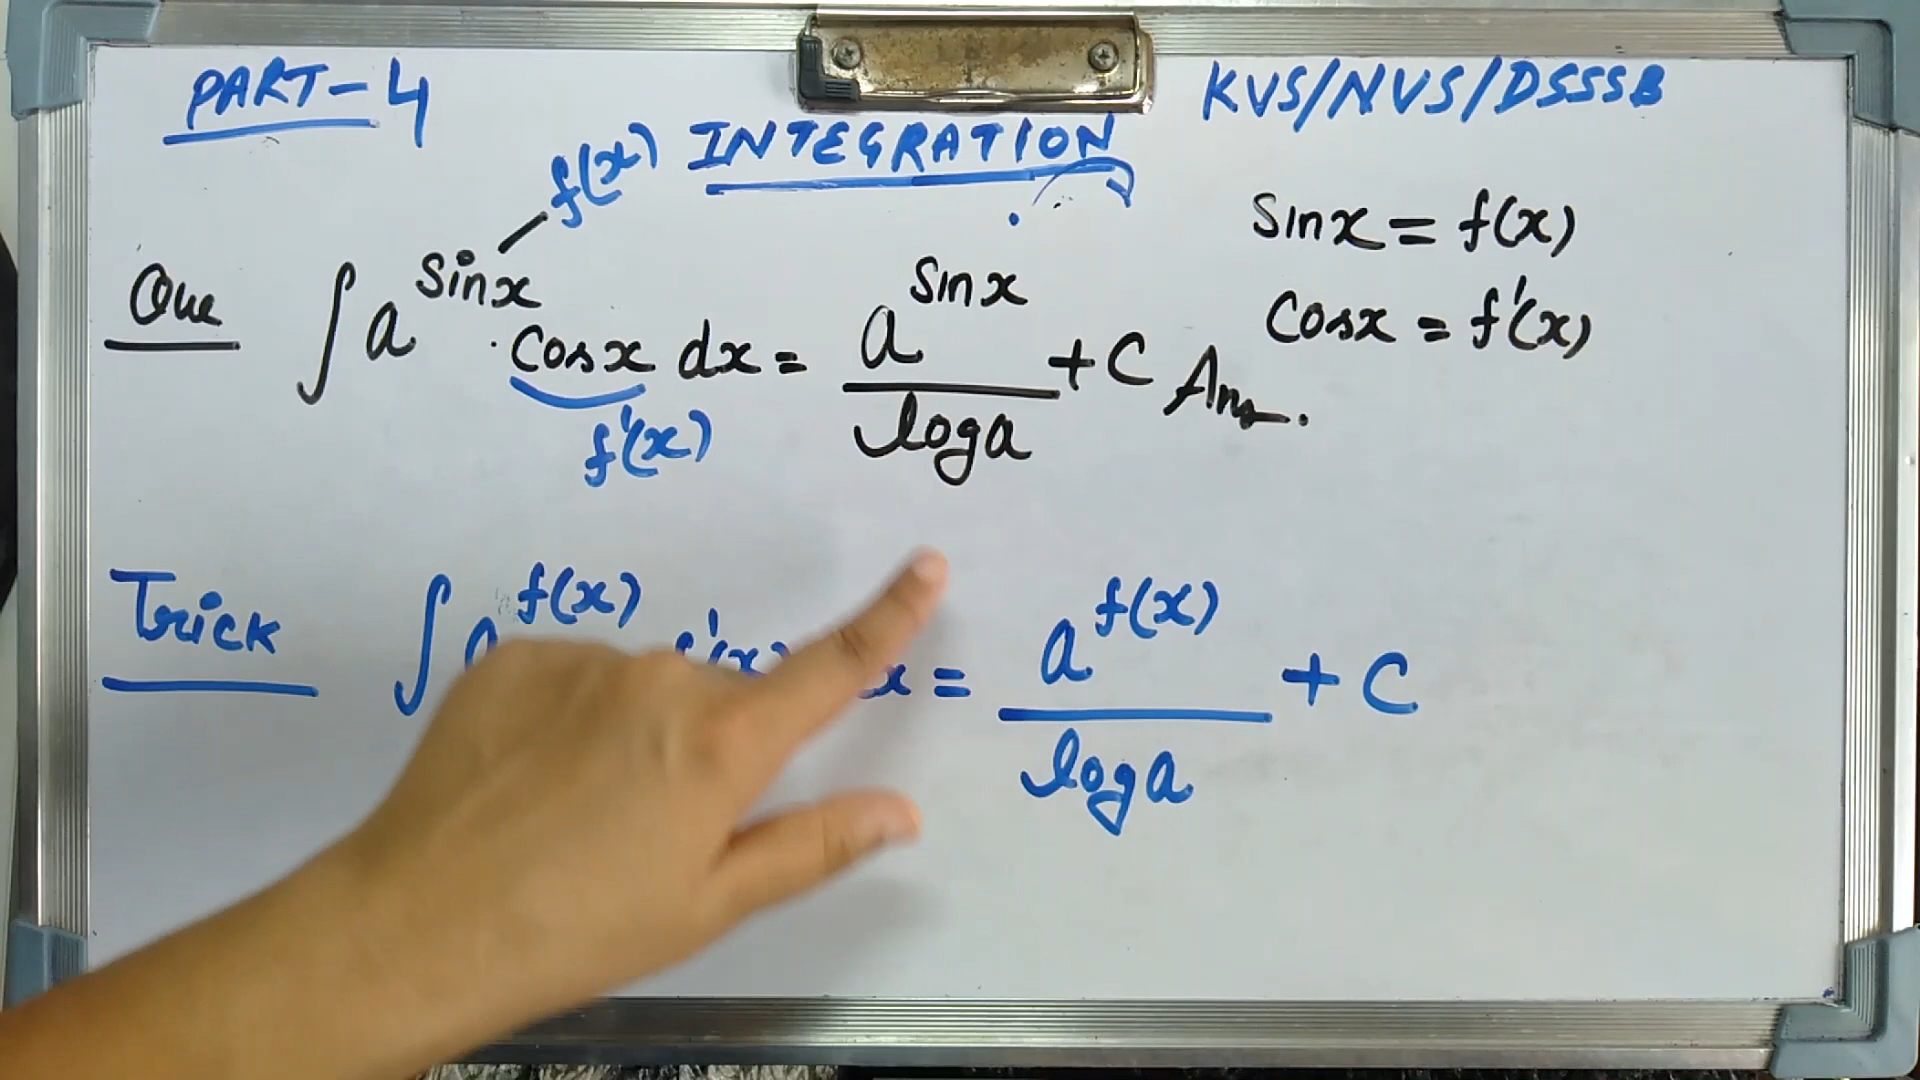 PART-4
KVS/NVS/DSSSB
INTEGRATION
f(x)
Sinx = f(x)
Cosx = f'(x)
Que ∫ a^Sinx . Cosx dx = a^Sinx / loga + C Ans.
f'(x)
Trick ∫ a^f(x) f'(x) x = a^f(x) / loga + C